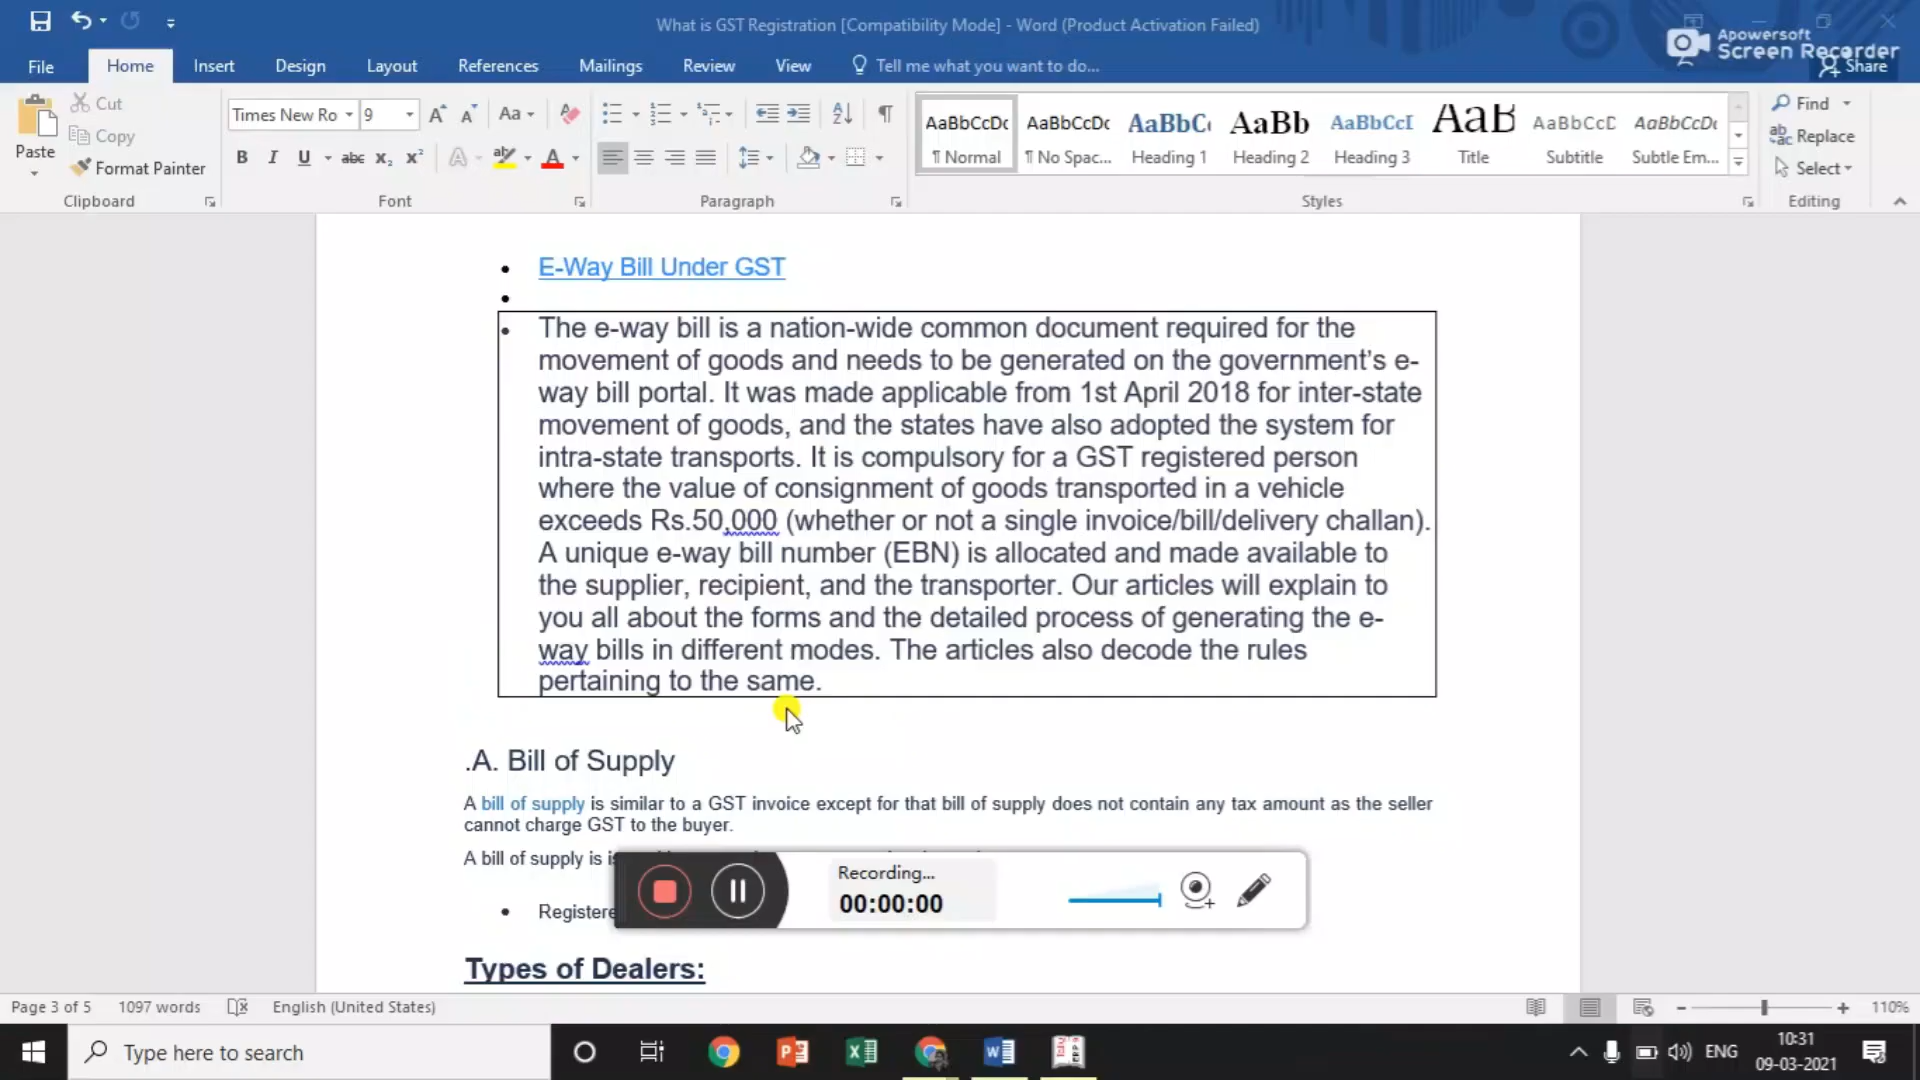 What is GST Registration [Compatibility Mode] - Word (Product Activation Failed)
Apowersoft
Screen Recorder
File
Home
Insert
Design
Layout
References
Mailings
Review
View
Tell me what you want to do...
Share
Paste
Cut
Copy
Format Painter
Clipboard
Times New Ro
9
Font
Paragraph
AaBbCcDc
¶ Normal
AaBbCcDc
¶ No Spac...
AaBbC
Heading 1
AaBb
Heading 2
AaBbCcD
Heading 3
AaB
Title
AaBbCcD
Subtitle
AaBbCcDc
Subtle Em...
Styles
Find
Replace
Select
Editing
• E-Way Bill Under GST
•
• The e-way bill is a nation-wide common document required for the
movement of goods and needs to be generated on the government’s e-
way bill portal. It was made applicable from 1st April 2018 for inter-state
movement of goods, and the states have also adopted the system for
intra-state transports. It is compulsory for a GST registered person
where the value of consignment of goods transported in a vehicle
exceeds Rs.50,000 (whether or not a single invoice/bill/delivery challan).
A unique e-way bill number (EBN) is allocated and made available to
the supplier, recipient, and the transporter. Our articles will explain to
you all about the forms and the detailed process of generating the e-
way bills in different modes. The articles also decode the rules
pertaining to the same.
.A. Bill of Supply
A bill of supply is similar to a GST invoice except for that bill of supply does not contain any tax amount as the seller
cannot charge GST to the buyer.
A bill of supply is
• Registere
Recording...
00:00:00
Types of Dealers:
Page 3 of 5
1097 words
English (United States)
110%
Type here to search
ENG
10:31
09-03-2021